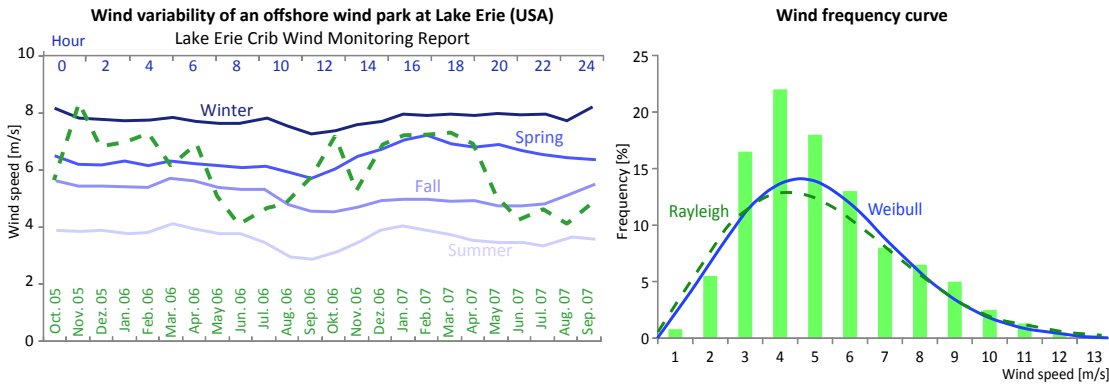 Wind variability of an offshore wind park at Lake Erie (USA)
Lake Erie Crib Wind Monitoring Report
Hour
0 2 4 6 8 10 12 14 16 18 20 22 24
Wind speed [m/s]
10
8
6
4
2
0
Winter
Spring
Fall
Summer
Oct. 05
Nov. 05
Dez. 05
Jan. 06
Feb. 06
Mar. 06
Apr. 06
May 06
Jun. 06
Jul. 06
Aug. 06
Sep. 06
Okt. 06
Nov. 06
Dez. 06
Jan. 07
Feb. 07
Mar. 07
Apr. 07
May 07
Jun. 07
Jul. 07
Aug. 07
Sep. 07
Wind frequency curve
Frequency [%]
25
20
15
10
5
0
Rayleigh
Weibull
1 2 3 4 5 6 7 8 9 10 11 12 13
Wind speed [m/s]